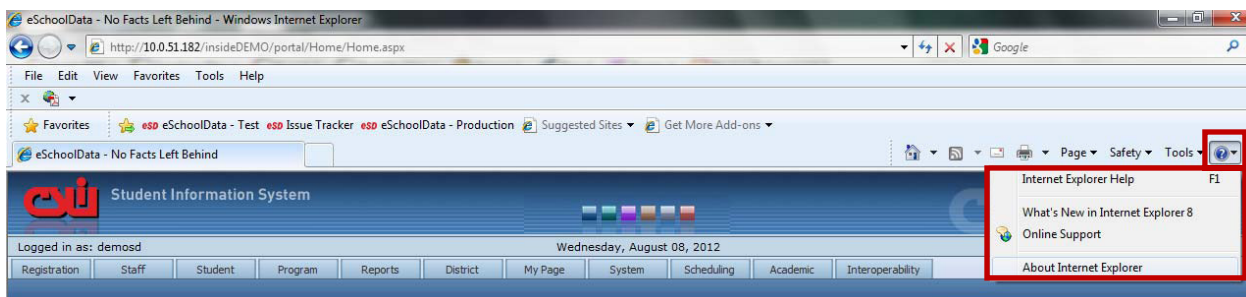 eSchoolData - No Facts Left Behind - Windows Internet Explorer
http://10.0.51.182/insideDEMO/portal/Home/Home.aspx
Google
File Edit View Favorites Tools Help
Favorites esd eSchoolData - Test esd Issue Tracker esd eSchoolData - Production Suggested Sites Get More Add-ons
eSchoolData - No Facts Left Behind
Page Safety Tools
Internet Explorer Help F1
Student Information System
What's New in Internet Explorer 8
Online Support
Logged in as: demosd Wednesday, August 08, 2012
About Internet Explorer
Registration Staff Student Program Reports District My Page System Scheduling Academic Interoperability